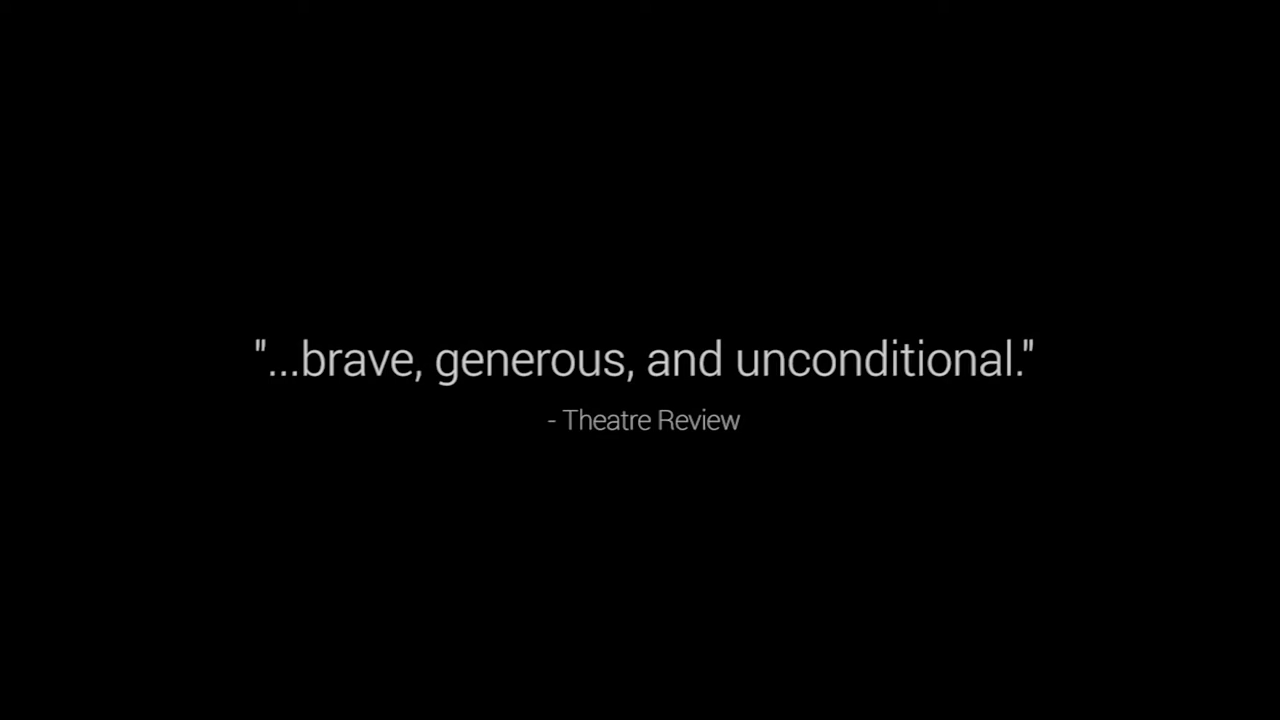 "...brave, generous, and unconditional."
- Theatre Review